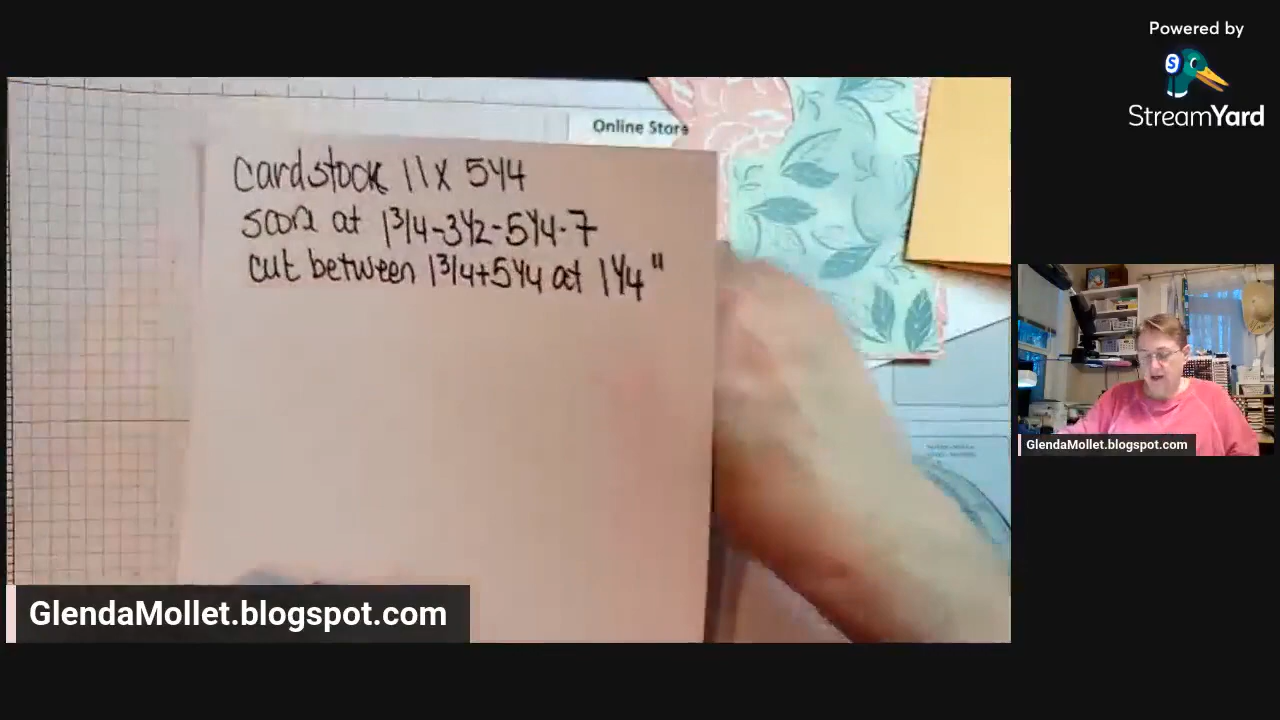 Powered by
StreamYard
Online Store
Cardstock 11 x 5 1/4
score at 1 3/4 - 3 1/2 - 5 1/4 - 7
cut between 1 3/4 + 5 1/4 at 1 1/4"
GlendaMollet.blogspot.com
GlendaMollet.blogspot.com